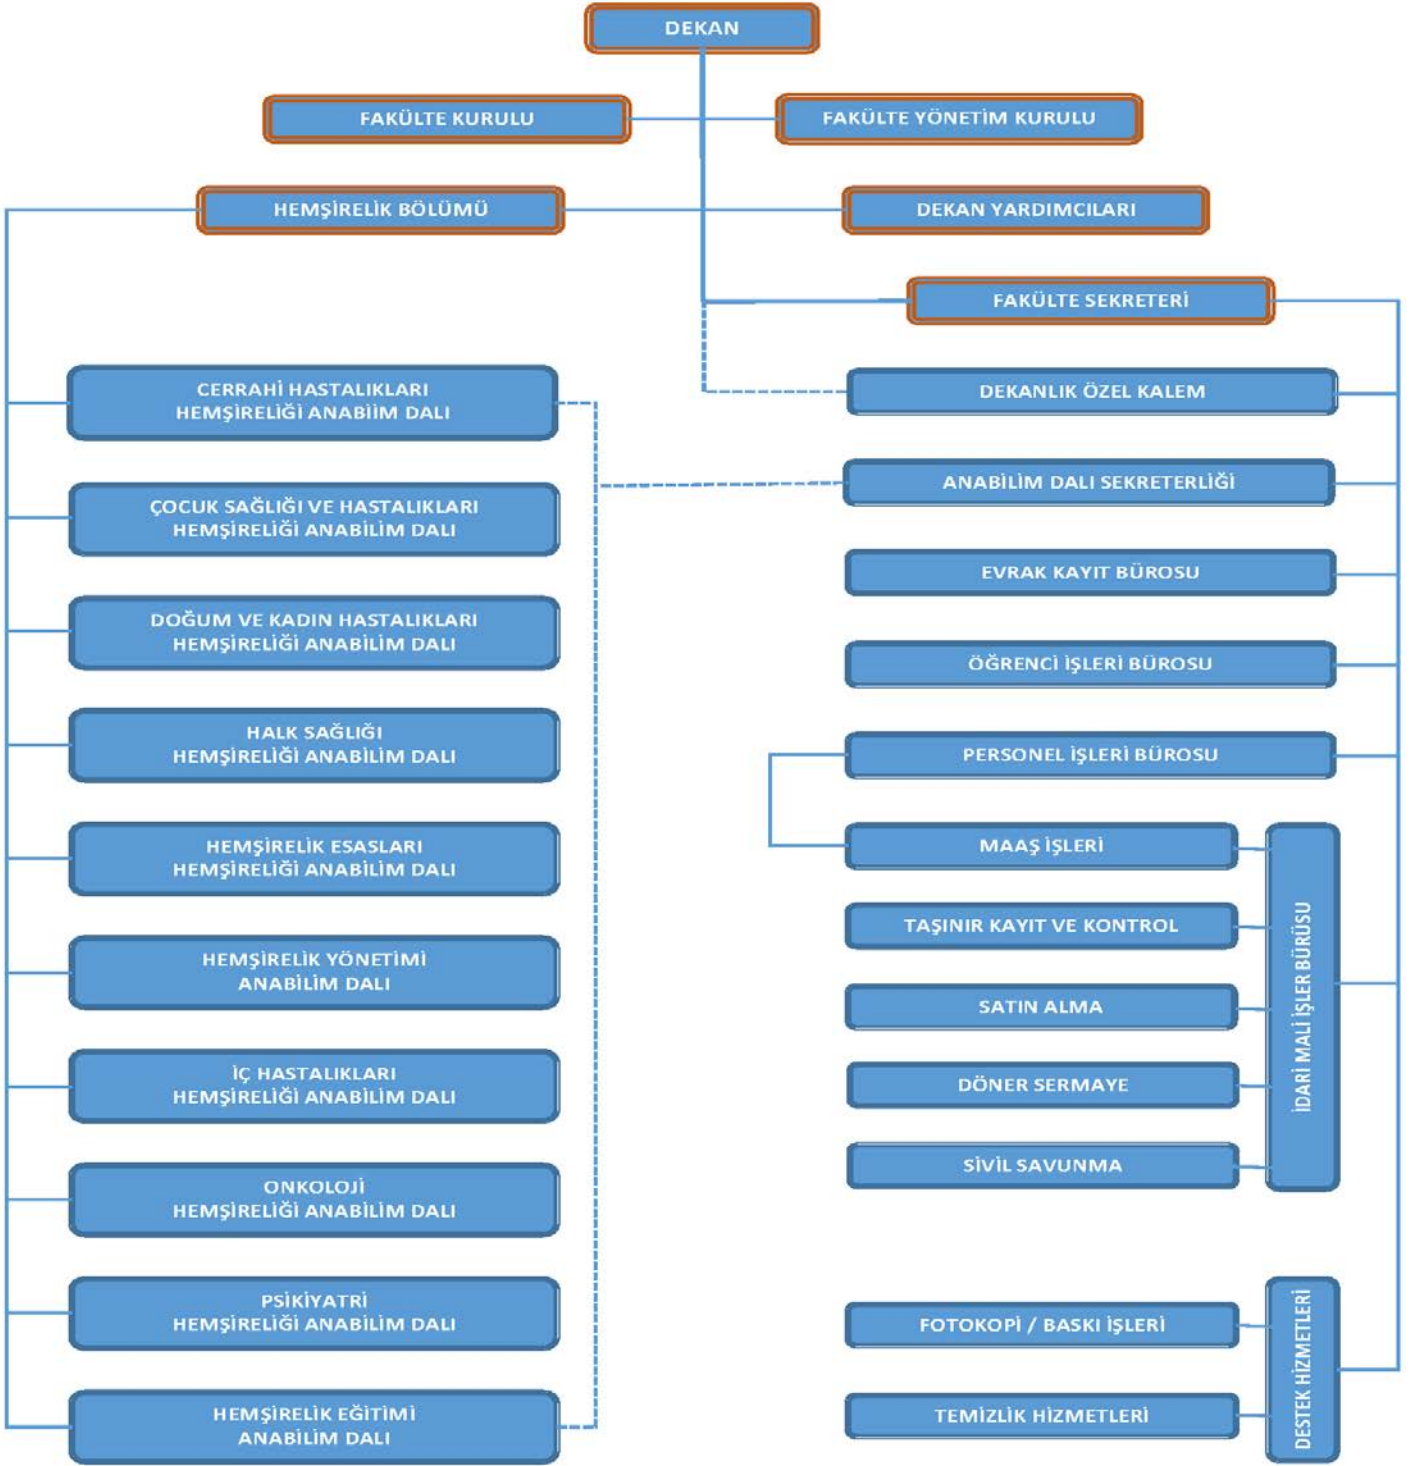 DEKAN
FAKÜLTE KURULU
FAKÜLTE YÖNETİM KURULU
HEMŞİRELİK BÖLÜMÜ
DEKAN YARDIMCILARI
FAKÜLTE SEKRETERİ
CERRAHİ HASTALIKLARI
HEMŞİRELİĞİ ANABİİM DALI
ÇOCUK SAĞLIĞI VE HASTALIKLARI
HEMŞİRELİĞİ ANABİLİM DALI
DOĞUM VE KADIN HASTALIKLARI
HEMŞİRELİĞİ ANABİLİM DALI
HALK SAĞLIĞI
HEMŞİRELİĞİ ANABİLİM DALI
HEMŞİRELİK ESASLARI
HEMŞİRELİĞİ ANABİLİM DALI
HEMŞİRELİK YÖNETİMİ
ANABİLİM DALI
İÇ HASTALIKLARI
HEMŞİRELİĞİ ANABİLİM DALI
ONKOLOJİ
HEMŞİRELİĞİ ANABİLİM DALI
PSİKİYATRİ
HEMŞİRELİĞİ ANABİLİM DALI
HEMŞİRELİK EĞİTİMİ
ANABİLİM DALI
DEKANLIK ÖZEL KALEM
ANABİLİM DALI SEKRETERLİĞİ
EVRAK KAYIT BÜROSU
ÖĞRENCİ İŞLERİ BÜROSU
PERSONEL İŞLERİ BÜROSU
MAAŞ İŞLERİ
TAŞINIR KAYIT VE KONTROL
SATIN ALMA
DÖNER SERMAYE
SİVİL SAVUNMA
İDARİ MALİ İŞLER BÜRÜSU
FOTOKOPİ / BASKI İŞLERİ
TEMİZLİK HİZMETLERİ
DESTEK HİZMETLERİ